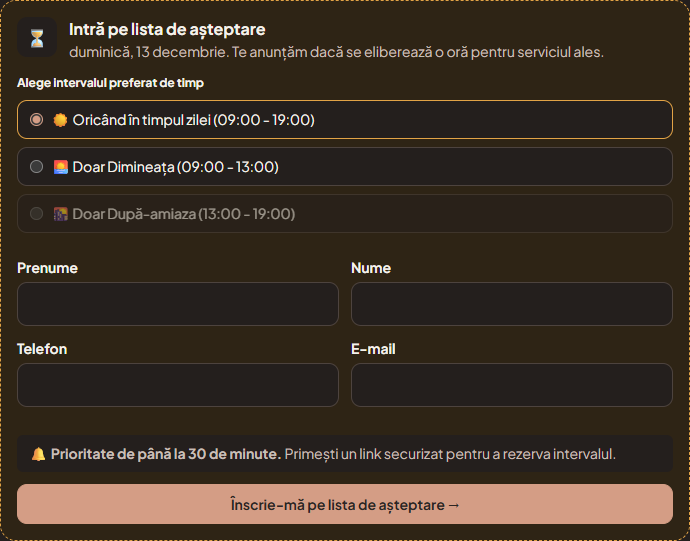 Intră pe lista de așteptare
duminică, 13 decembrie. Te anunțăm dacă se eliberează o oră pentru serviciul ales.
Alege intervalul preferat de timp
Oricând în timpul zilei (09:00 - 19:00)
Doar Dimineața (09:00 - 13:00)
Doar După-amiaza (13:00 - 19:00)
Prenume
Nume
Telefon
E-mail
Prioritate de până la 30 de minute. Primești un link securizat pentru a rezerva intervalul.
Înscrie-mă pe lista de așteptare →